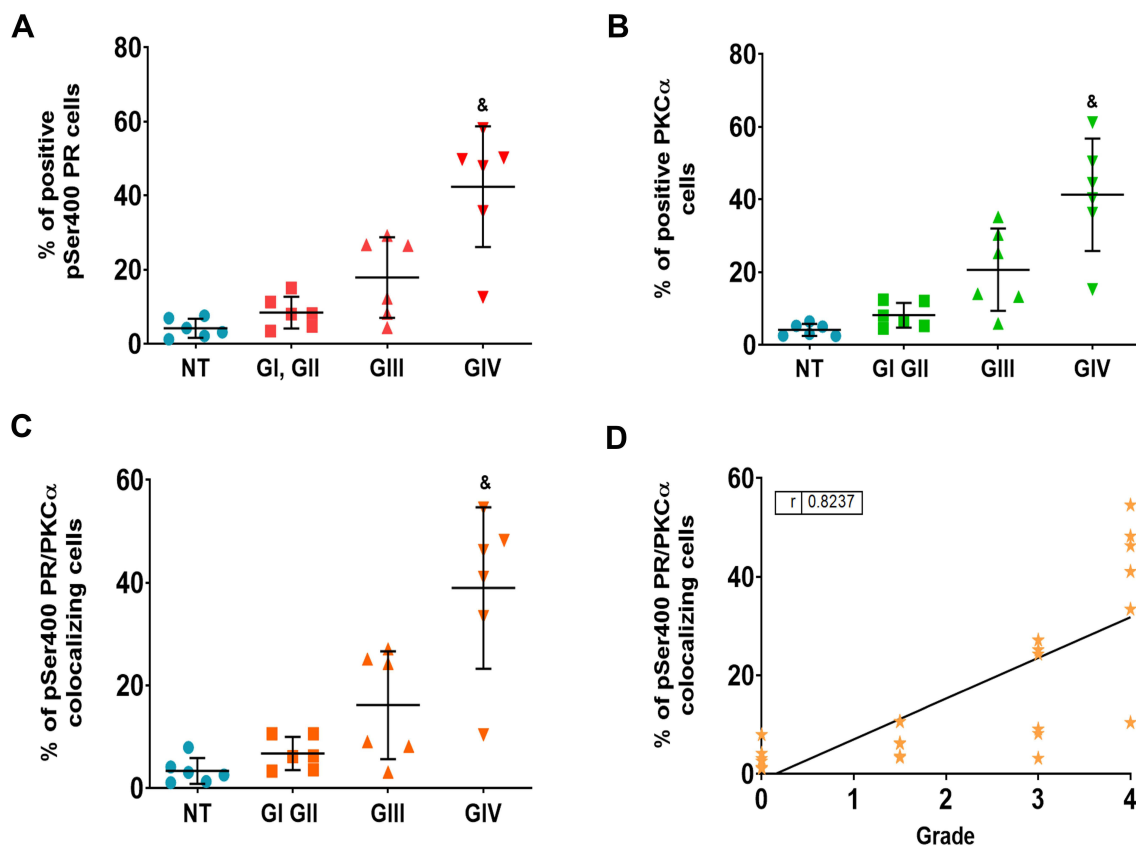 A
% of positive
pSer400 PR cells
80
60
40
20
0
&
NT
GI, GII
GIII
GIV
B
% of positive PKCα
cells
80
60
40
20
0
&
NT
GI GII
GIII
GIV
C
% of pSer400 PR/PKCα
colocalizing cells
60
40
20
0
&
NT
GI GII
GIII
GIV
D
% of pSer400 PR/PKCα
colocalizing cells
60
40
20
0
r 0.8237
0 1 2 3 4
Grade